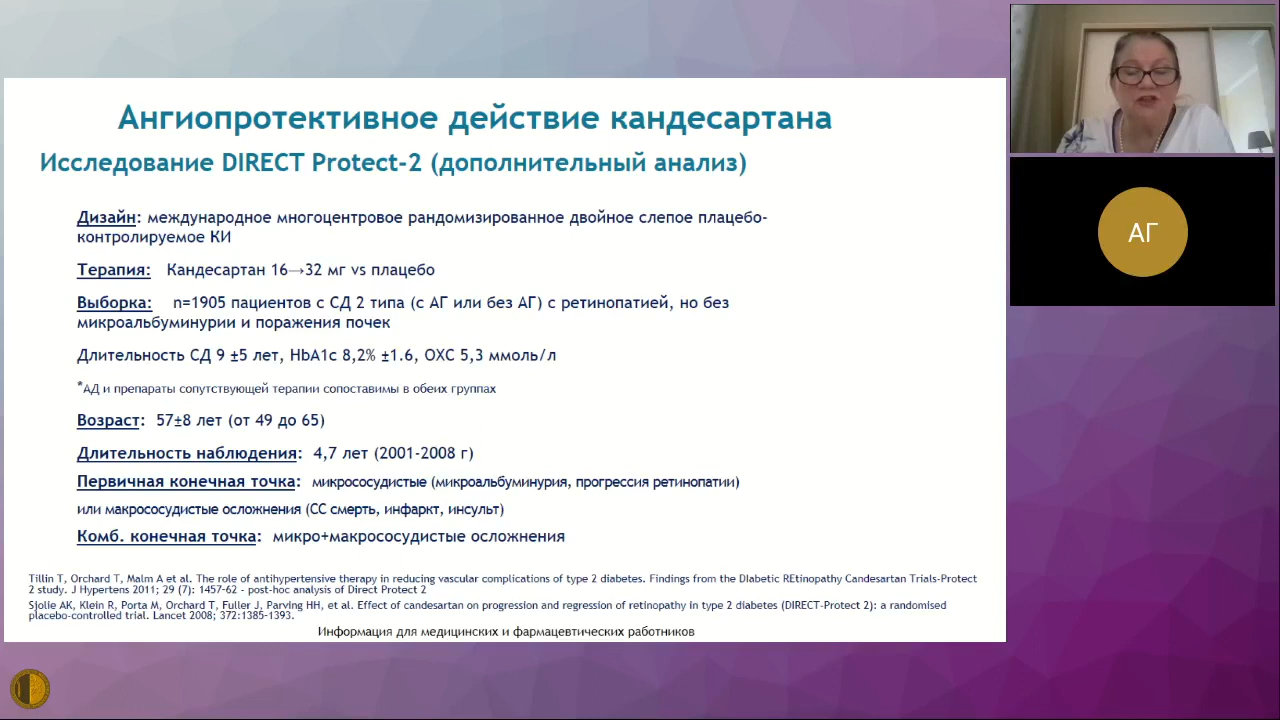 Ангиопротективное действие кандесартана
Исследование DIRECT Protect-2 (дополнительный анализ)
Дизайн: международное многоцентровое рандомизированное двойное слепое плацебо-
контролируемое КИ
Терапия: Кандесартан 16→32 мг vs плацебо
Выборка: n=1905 пациентов с СД 2 типа (с АГ или без АГ) с ретинопатией, но без
микроальбуминурии и поражения почек
Длительность СД 9 ±5 лет, HbA1c 8,2% ±1.6, ОХС 5,3 ммоль/л
*АД и препараты сопутствующей терапии сопоставимы в обеих группах
Возраст: 57±8 лет (от 49 до 65)
Длительность наблюдения: 4,7 лет (2001-2008 г)
Первичная конечная точка: микрососудистые (микроальбуминурия, прогрессия ретинопатии)
или макрососудистые осложнения (СС смерть, инфаркт, инсульт)
Комб. конечная точка: микро+макрососудистые осложнения
Tillin T, Orchard T, Malm A et al. The role of antihypertensive therapy in reducing vascular complications of type 2 diabetes. Findings from the DIabetic REtinopathy Candesartan Trials-Protect
2 study. J Hypertens 2011; 29 (7): 1457-62 - post-hoc analysis of Direct Protect 2
Sjolie AK, Klein R, Porta M, Orchard T, Fuller J, Parving HH, et al. Effect of candesartan on progression and regression of retinopathy in type 2 diabetes (DIRECT-Protect 2): a randomised
placebo-controlled trial. Lancet 2008; 372:1385-1393.
Информация для медицинских и фармацевтических работников
АГ